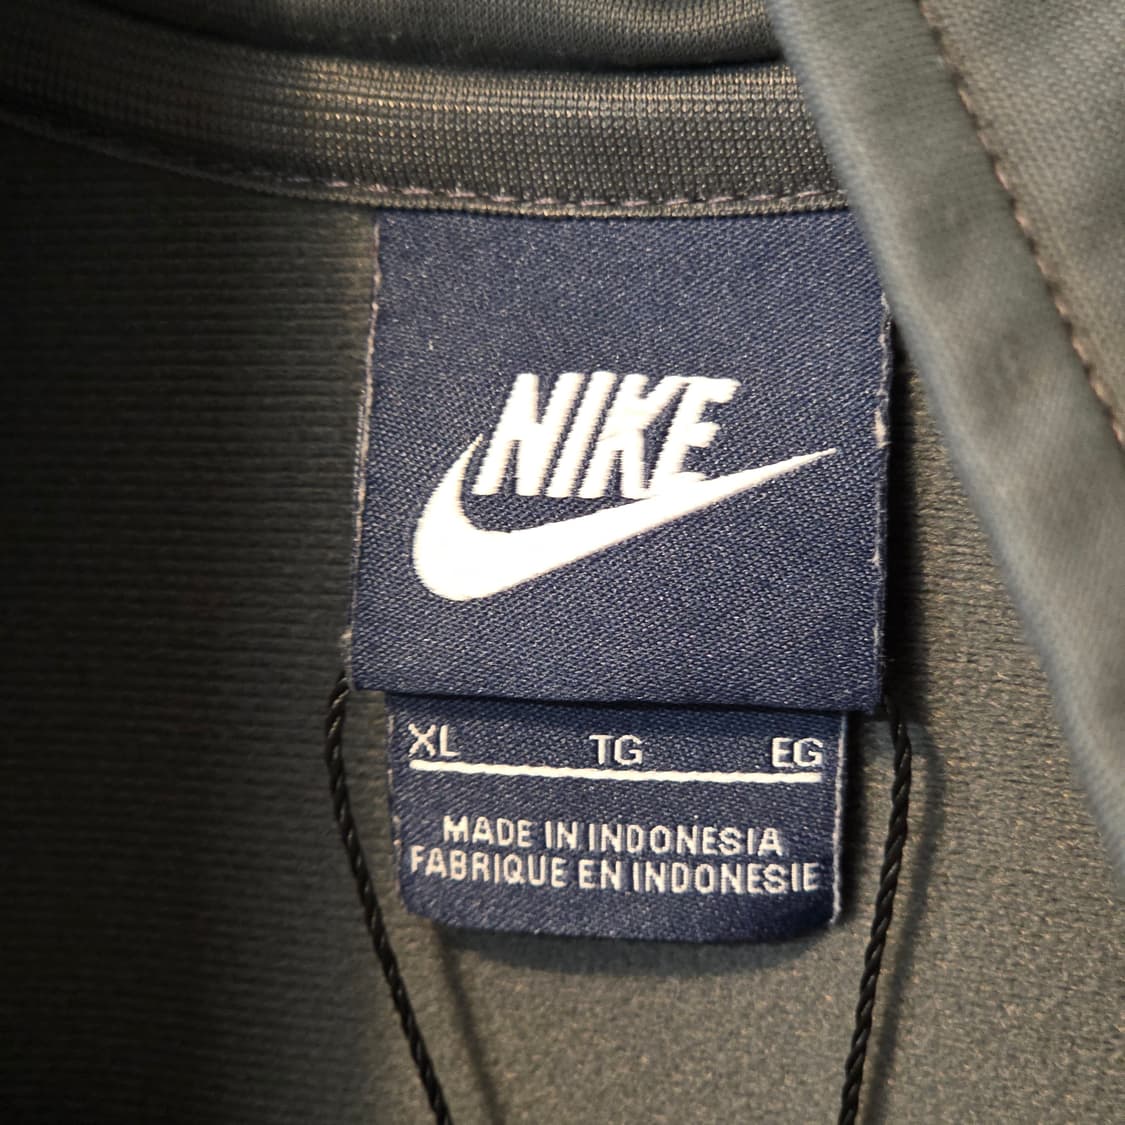 NIKE
XL TG EG
MADE IN INDONESIA
FABRIQUE EN INDONESIE